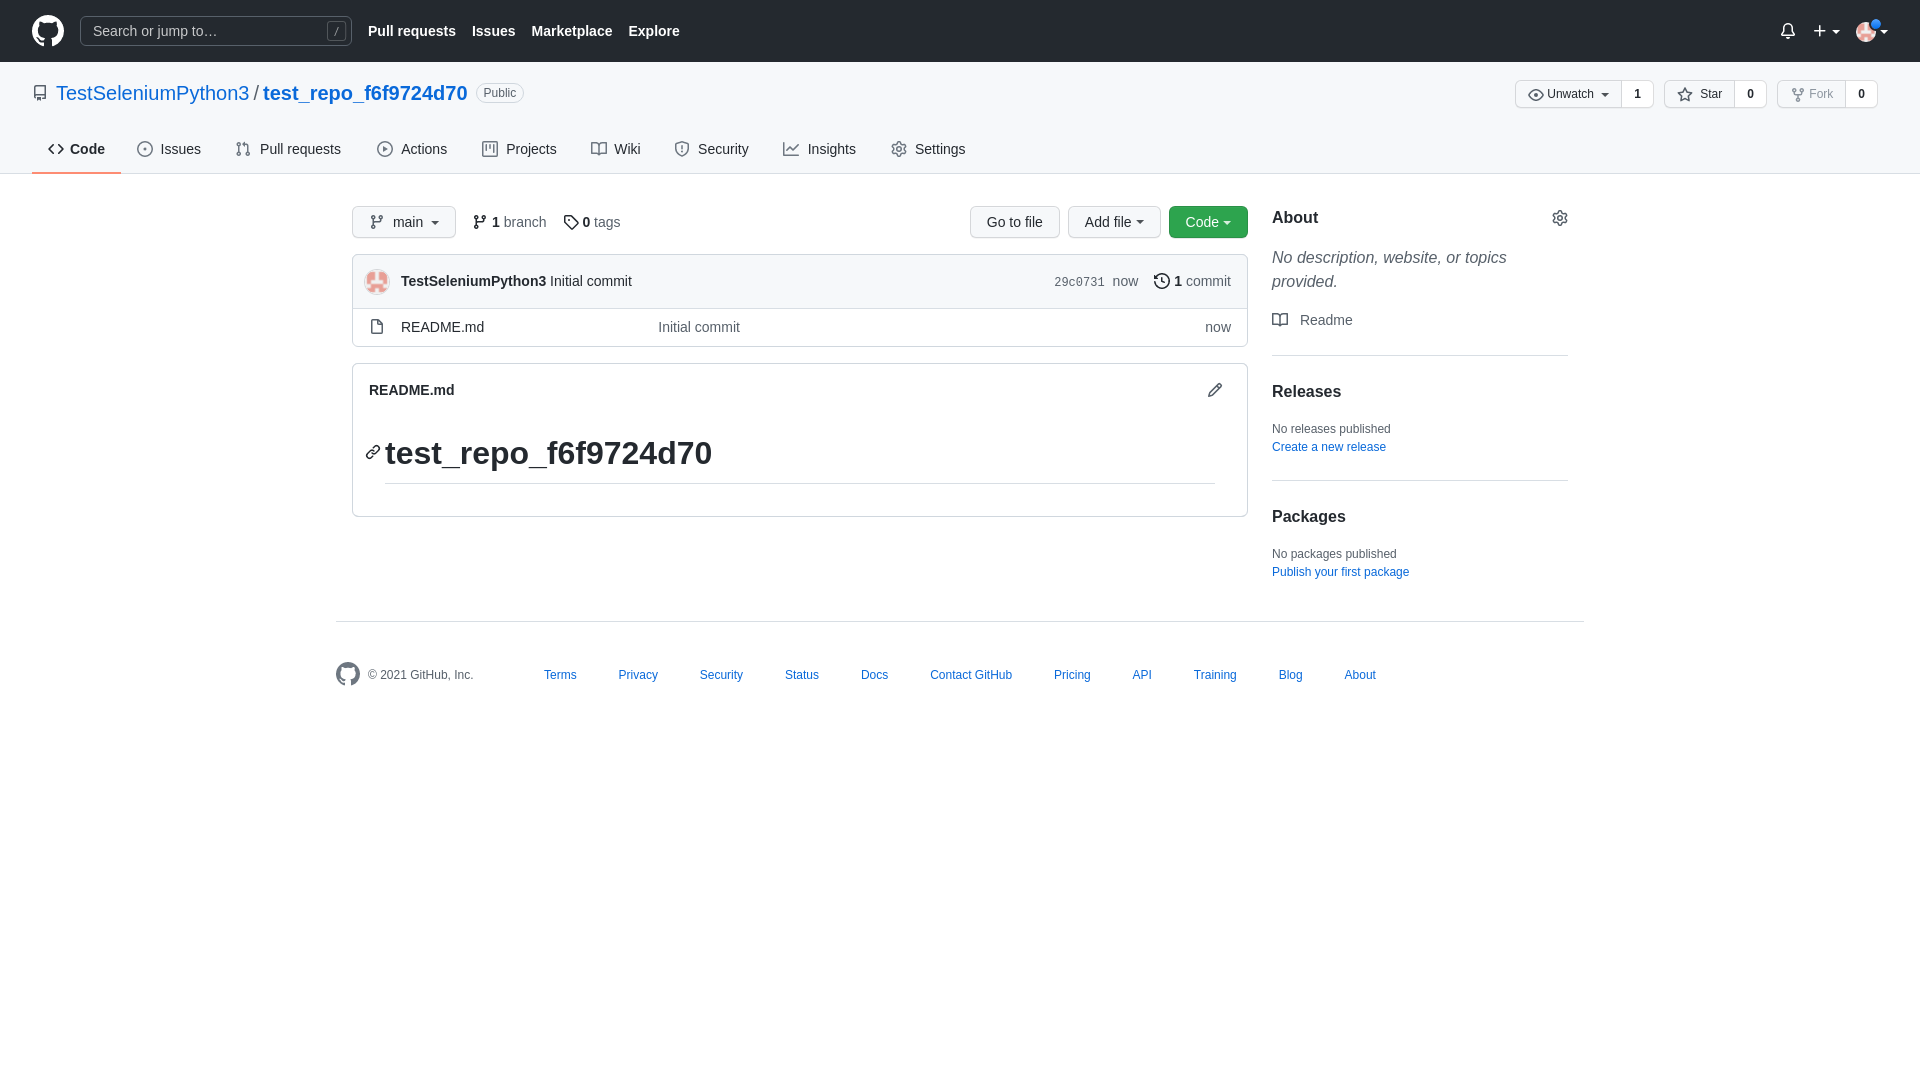 Search or jump to… /
Pull requests Issues Marketplace Explore
TestSeleniumPython3 / test_repo_f6f9724d70 Public
Unwatch 1 Star 0 Fork 0
Code Issues Pull requests Actions Projects Wiki Security Insights Settings
main 1 branch 0 tags Go to file Add file Code
TestSeleniumPython3 Initial commit 29c0731 now 1 commit
README.md Initial commit now
README.md
test_repo_f6f9724d70
About
No description, website, or topics
provided.
Readme
Releases
No releases published
Create a new release
Packages
No packages published
Publish your first package
© 2021 GitHub, Inc. Terms Privacy Security Status Docs Contact GitHub Pricing API Training Blog About